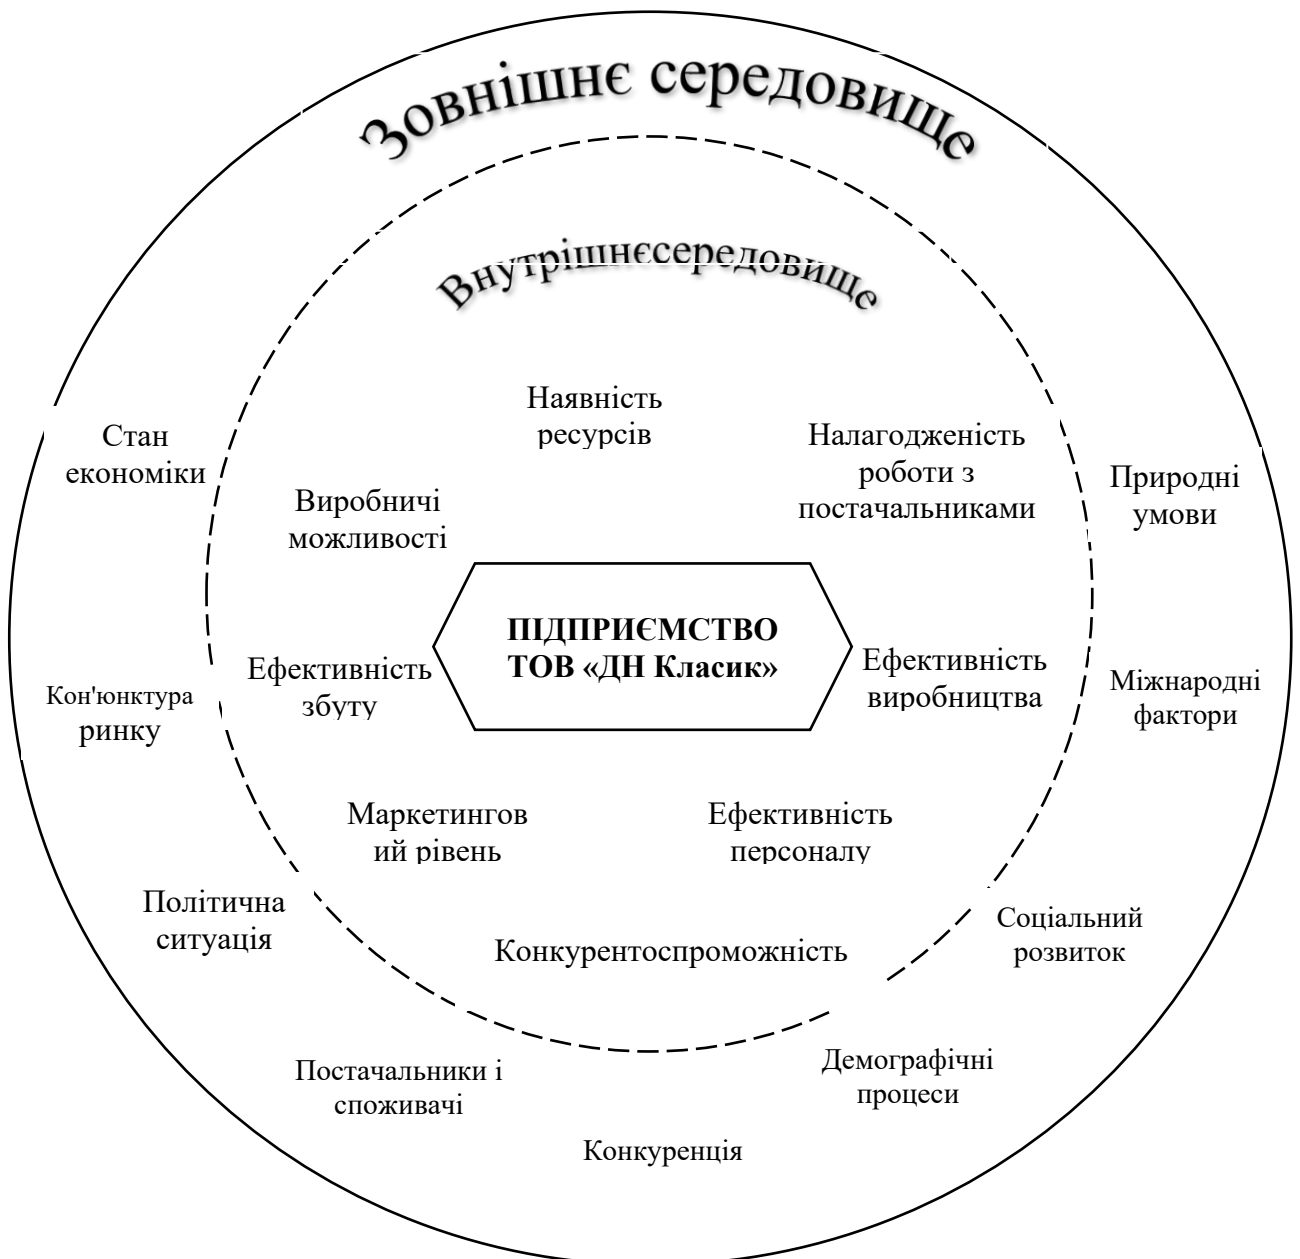 Зовнішнє середовище
Внутрішнєсередовище
Наявність
ресурсів
Налагодженість
роботи з
постачальниками
Стан
економіки
Природні
умови
Виробничі
можливості
ПІДПРИЄМСТВО
ТОВ «ДН Класик»
Ефективність
збуту
Ефективність
виробництва
Кон'юнктура
ринку
Міжнародні
фактори
Маркетингов
ий рівень
Ефективність
персоналу
Політична
ситуація
Соціальний
розвиток
Конкурентоспроможність
Постачальники і
споживачі
Демографічні
процеси
Конкуренція